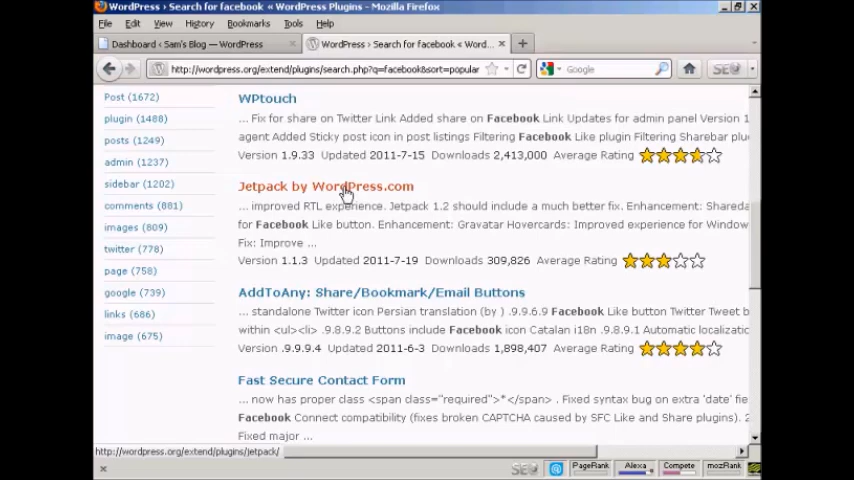 WordPress › Search for facebook « WordPress Plugins - Mozilla Firefox
File Edit View History Bookmarks Tools Help
Dashboard ‹ Sam's Blog — WordPress × WordPress › Search for facebook « Word... × +
http://wordpress.org/extend/plugins/search.php?q=facebook&sort=popular Google SEO
Post (1672)
plugin (1488)
posts (1249)
admin (1237)
sidebar (1202)
comments (881)
images (809)
twitter (778)
page (758)
google (739)
links (686)
image (675)
WPtouch
... Fix for share on Twitter Link Added share on Facebook Link Updates for admin panel Version 1
agent Added Sticky post icon in post listings Filtering Facebook Like plugin Filtering Sharebar plu
Version 1.9.33 Updated 2011-7-15 Downloads 2,413,000 Average Rating
Jetpack by WordPress.com
... improved RTL experience. Jetpack 1.2 should include a much better fix. Enhancement: Shareda
for Facebook Like button. Enhancement: Gravatar Hovercards: Improved experience for Window
Fix: Improve ...
Version 1.1.3 Updated 2011-7-19 Downloads 309,826 Average Rating
AddToAny: Share/Bookmark/Email Buttons
... standalone Twitter icon Persian translation (by ) .9.9.6.9 Facebook Like button Twitter Tweet b
within <ul><li> .9.8.9.2 Buttons include Facebook icon Catalan i18n .9.8.9.1 Automatic localizatio
Version .9.9.9.4 Updated 2011-6-3 Downloads 1,898,407 Average Rating
Fast Secure Contact Form
... now has proper class <span class="required">*</span> . Fixed syntax bug on extra 'date' fie
Facebook Connect compatibility (fixes broken CAPTCHA caused by SFC Like and Share plugins). 2
Fixed major ...
http://wordpress.org/extend/plugins/jetpack/
× SEO PageRank Alexa Compete mozRank